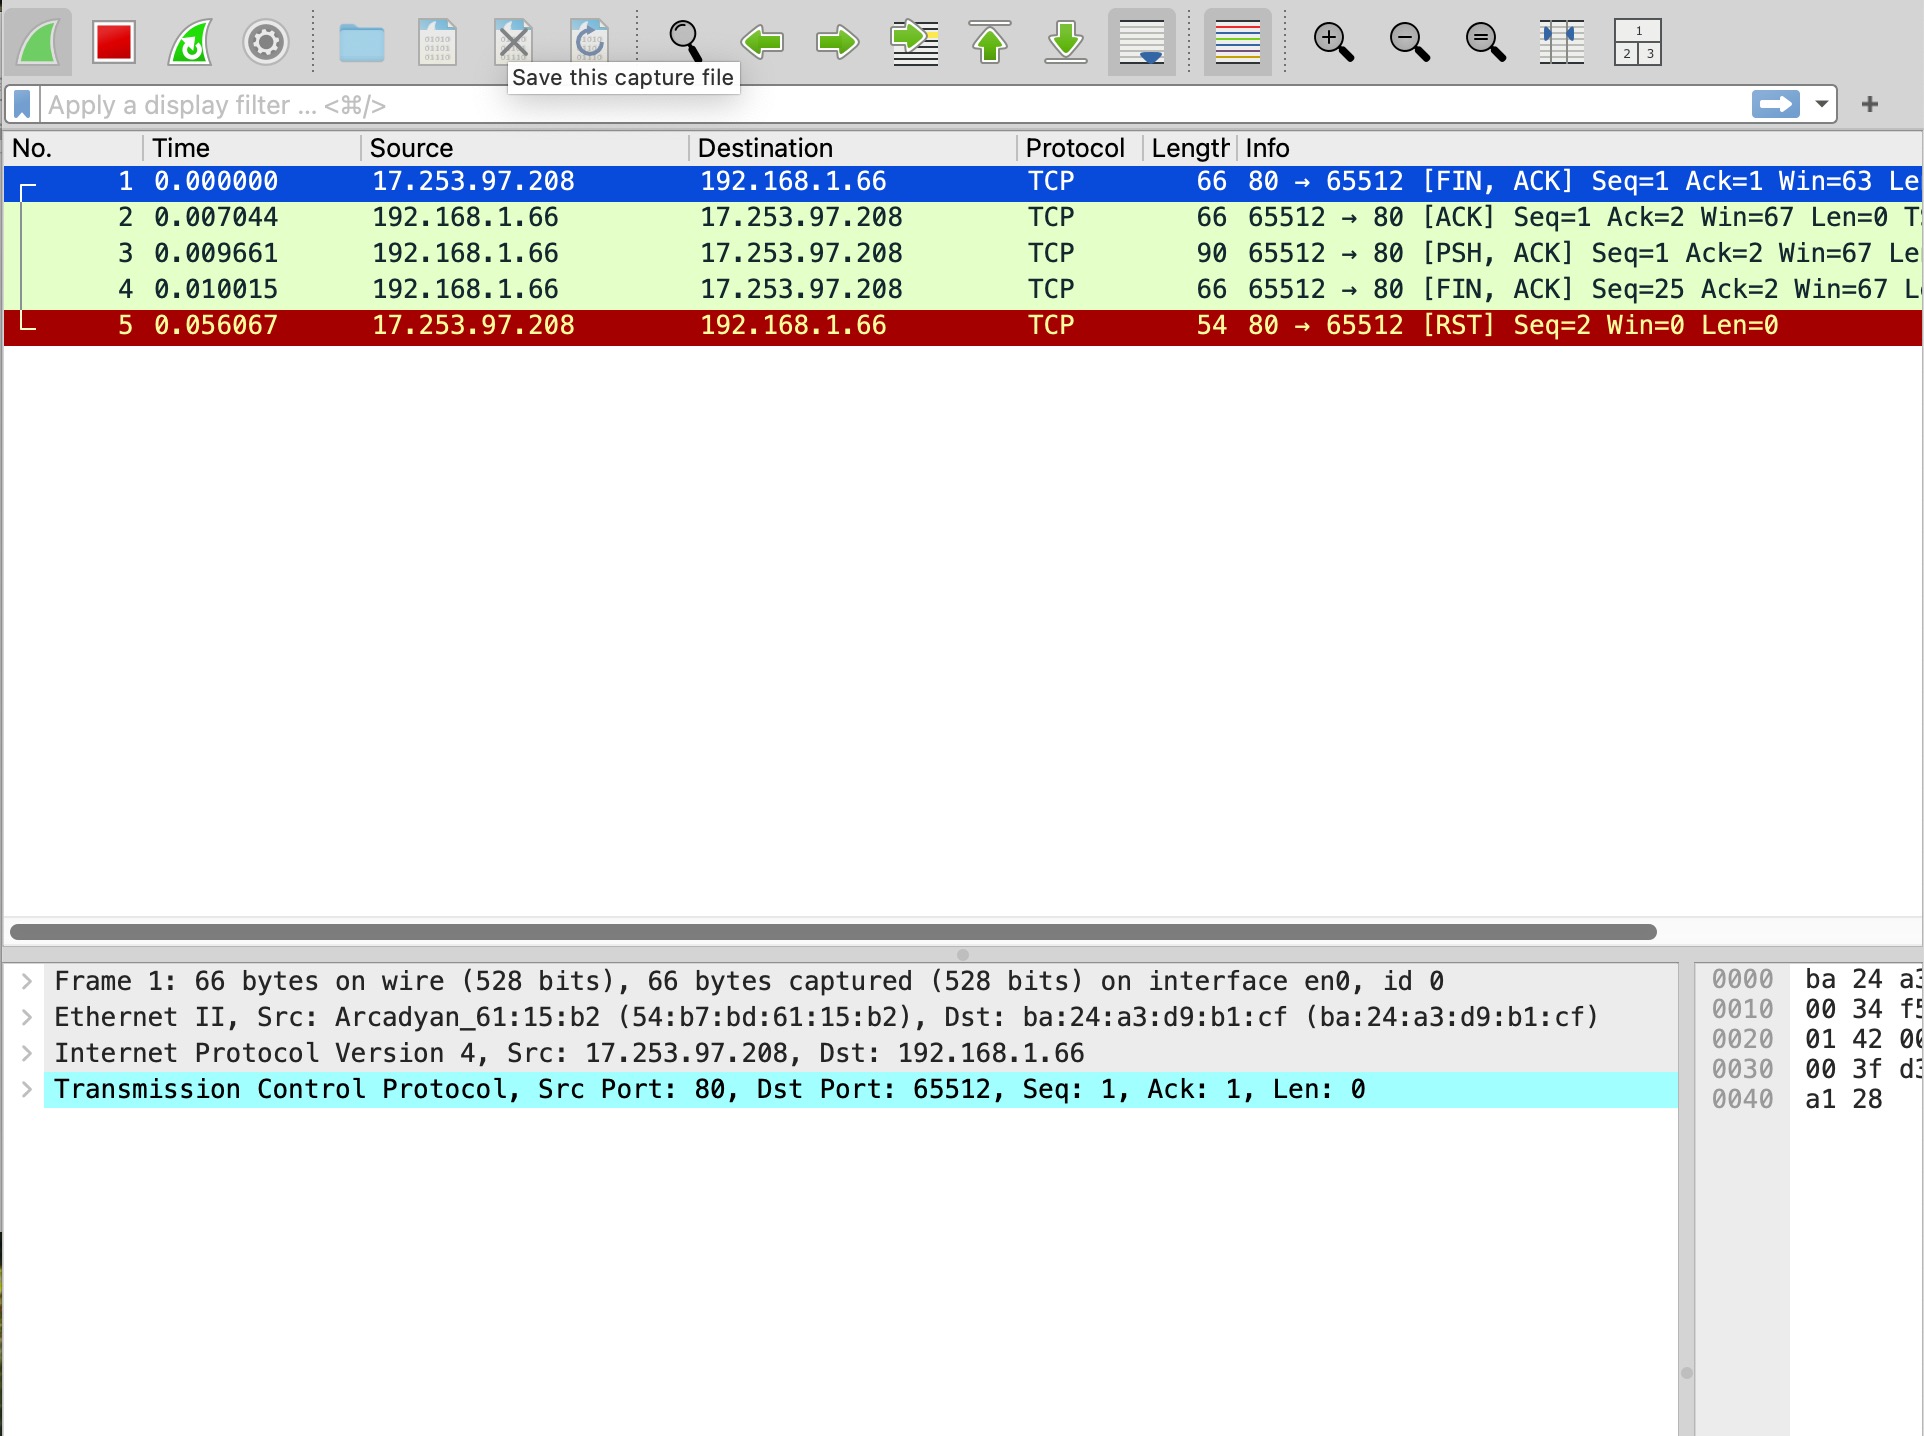 Save this capture file
Apply a display filter ... <⌘/>
+
No. Time Source Destination Protocol Length Info
1 0.000000 17.253.97.208 192.168.1.66 TCP 66 80 → 65512 [FIN, ACK] Seq=1 Ack=1 Win=63 Le
2 0.007044 192.168.1.66 17.253.97.208 TCP 66 65512 → 80 [ACK] Seq=1 Ack=2 Win=67 Len=0 T
3 0.009661 192.168.1.66 17.253.97.208 TCP 90 65512 → 80 [PSH, ACK] Seq=1 Ack=2 Win=67 Le
4 0.010015 192.168.1.66 17.253.97.208 TCP 66 65512 → 80 [FIN, ACK] Seq=25 Ack=2 Win=67 L
5 0.056067 17.253.97.208 192.168.1.66 TCP 54 80 → 65512 [RST] Seq=2 Win=0 Len=0
Frame 1: 66 bytes on wire (528 bits), 66 bytes captured (528 bits) on interface en0, id 0
Ethernet II, Src: Arcadyan_61:15:b2 (54:b7:bd:61:15:b2), Dst: ba:24:a3:d9:b1:cf (ba:24:a3:d9:b1:cf)
Internet Protocol Version 4, Src: 17.253.97.208, Dst: 192.168.1.66
Transmission Control Protocol, Src Port: 80, Dst Port: 65512, Seq: 1, Ack: 1, Len: 0
0000 ba 24 a3
0010 00 34 f5
0020 01 42 00
0030 00 3f d3
0040 a1 28